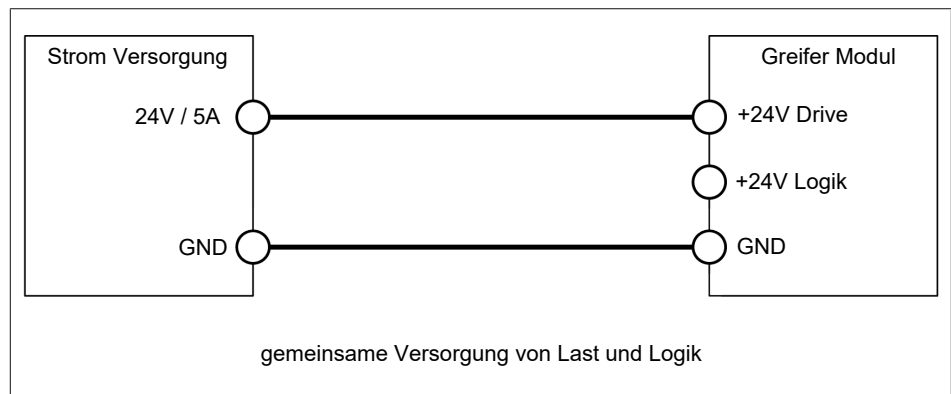 Strom Versorgung
Greifer Modul
24V / 5A
+24V Drive
+24V Logik
GND
GND
gemeinsame Versorgung von Last und Logik